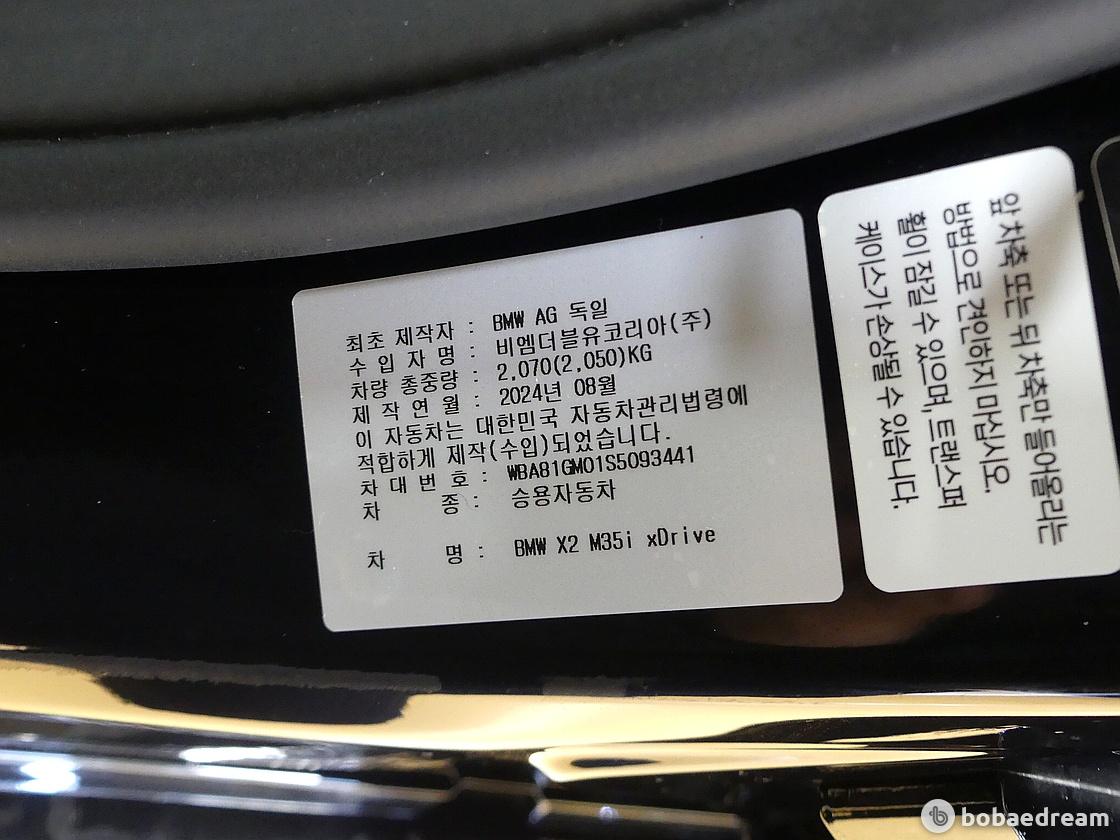 최초 제작자 : BMW AG 독일
수 입 자 명 : 비엠더블유코리아(주)
차량 총중량 : 2,070(2,050)KG
제 작 연 월 : 2024년 08월
이 자동차는 대한민국 자동차관리법령에
적합하게 제작(수입)되었습니다.
차 대 번 호 : WBA81GM01S5093441
차 종 : 승용자동차
차 명 : BMW X2 M35i xDrive
앞 차축 또는 뒤 차축만 들어올리는
방법으로 견인하지 마십시오.
휠이 잠길 수 있으며, 트랜스퍼
케이스가 손상될 수 있습니다.
bobaedream